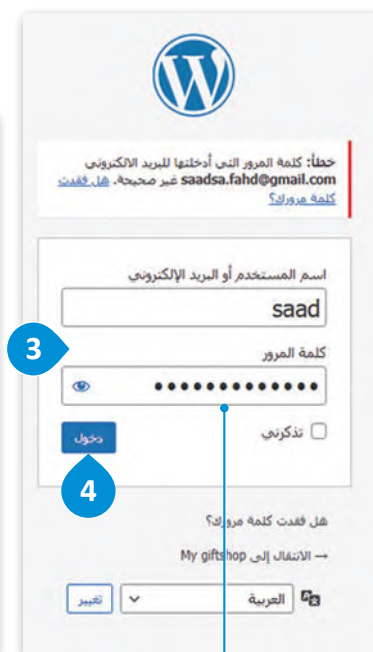 خطأ: كلمة المرور التي أدخلتها للبريد الالكتروني
saadsa.fahd@gmail.com غير صحيحة. هل فقدت
كلمة مرورك؟
اسم المستخدم أو البريد الإلكتروني
saad
3
كلمة المرور
•••••••••••••
تذكرني
دخول
4
هل فقدت كلمة مرورك؟
→ الانتقال إلى My giftshop
العربية
تغيير